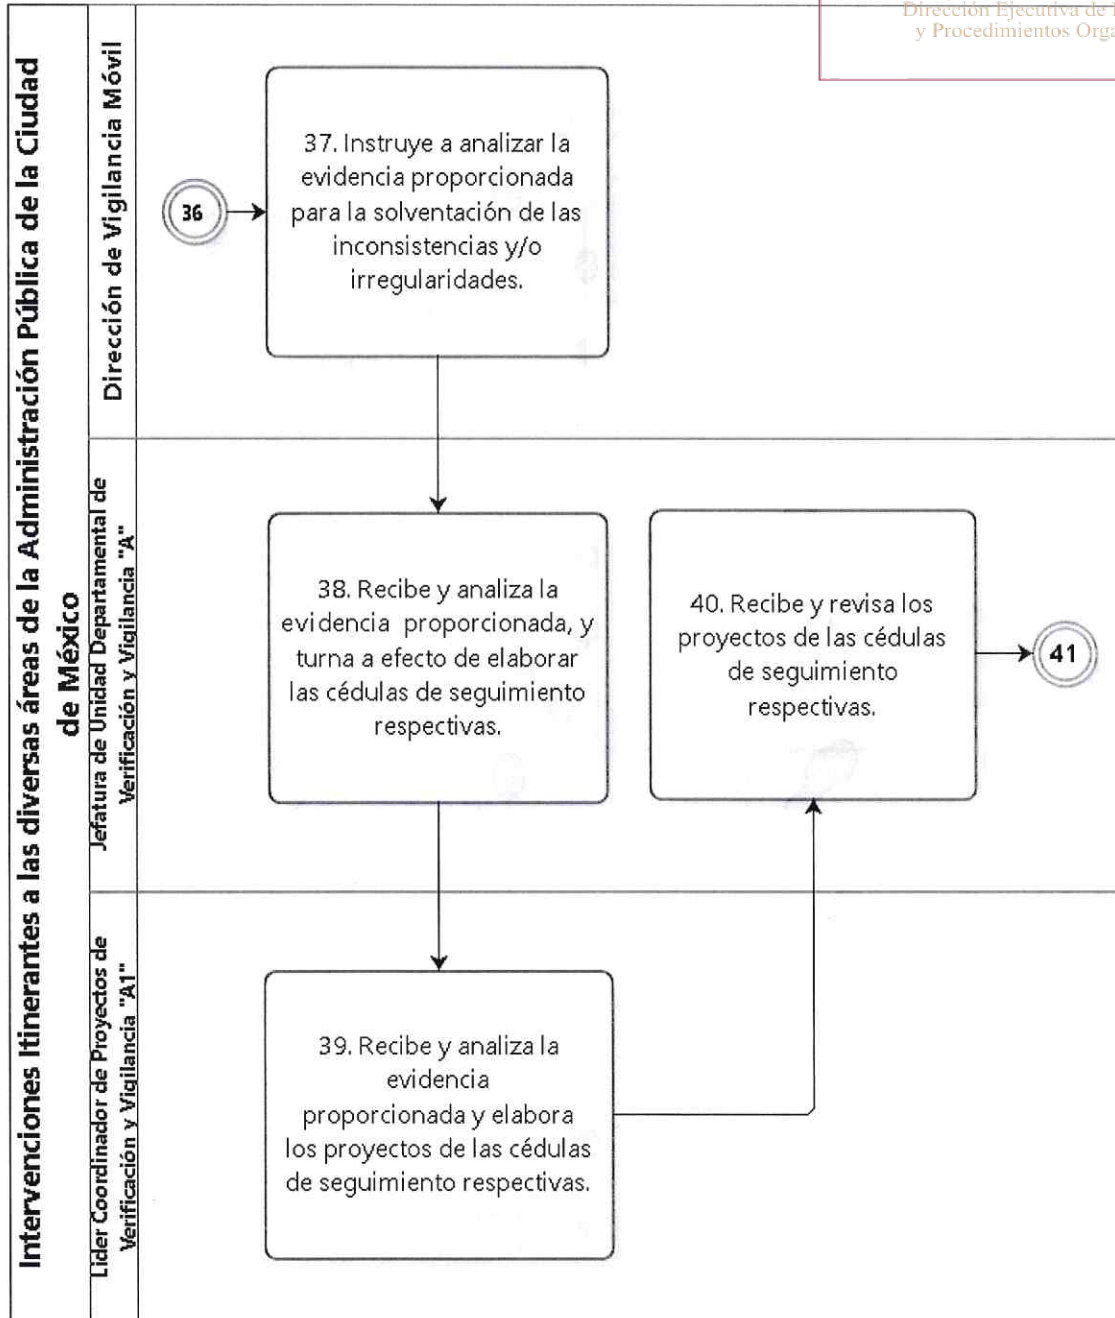 Dirección Ejecutiva de
y Procedimientos
Intervenciones Itinerantes a las diversas áreas de la Administración Pública de la Ciudad
de México
Dirección de Vigilancia Móvil
36
37. Instruye a analizar la
evidencia proporcionada
para la solventación de las
inconsistencias y/o
irregularidades.
Jefatura de Unidad Departamental de
Verificación y Vigilancia "A"
38. Recibe y analiza la
evidencia proporcionada, y
turna a efecto de elaborar
las cédulas de seguimiento
respectivas.
40. Recibe y revisa los
proyectos de las cédulas
de seguimiento
respectivas.
41
Líder Coordinador de Proyectos de
Verificación y Vigilancia "A1"
39. Recibe y analiza la
evidencia
proporcionada y elabora
los proyectos de las cédulas
de seguimiento respectivas.